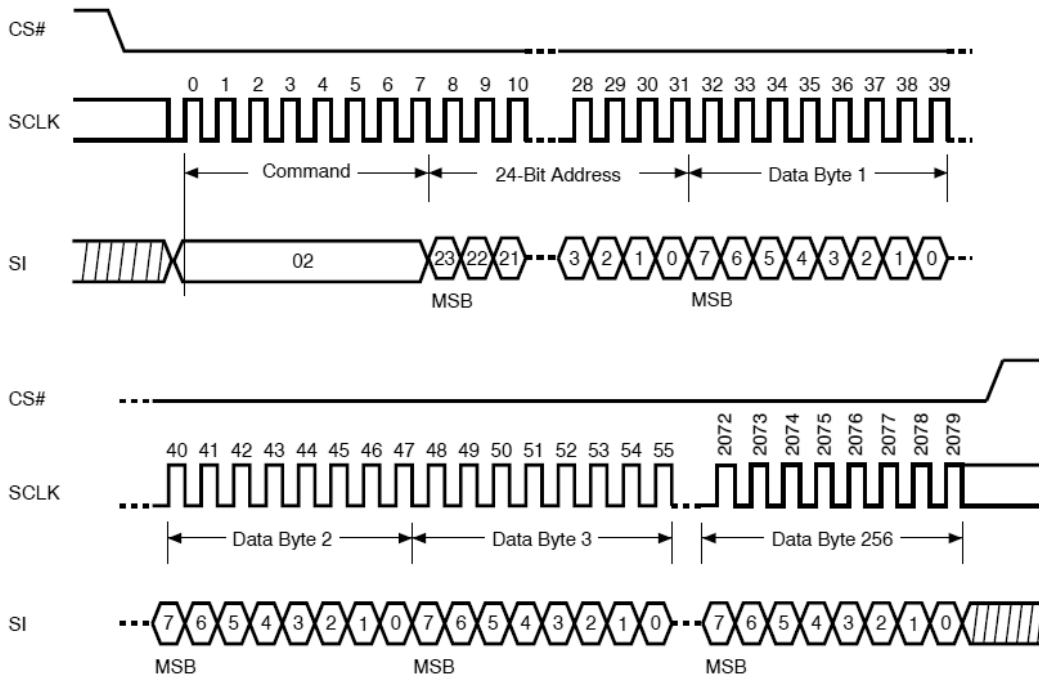 CS#
0 1 2 3 4 5 6 7 8 9 10 28 29 30 31 32 33 34 35 36 37 38 39
SCLK
Command 24-Bit Address Data Byte 1
SI 02 23 22 21 3 2 1 0 7 6 5 4 3 2 1 0
MSB MSB
CS#
40 41 42 43 44 45 46 47 48 49 50 51 52 53 54 55 2072 2073 2074 2075 2076 2077 2078 2079
SCLK
Data Byte 2 Data Byte 3 Data Byte 256
SI 7 6 5 4 3 2 1 0 7 6 5 4 3 2 1 0 7 6 5 4 3 2 1 0
MSB MSB MSB